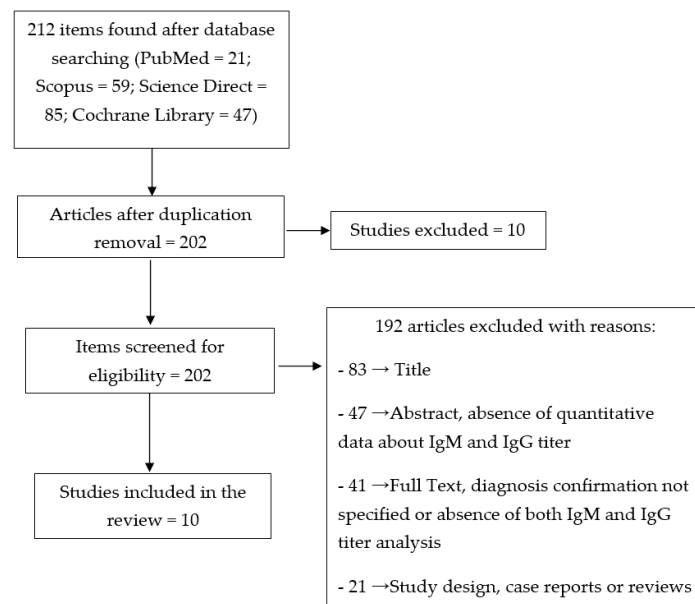 212 items found after database
searching (PubMed = 21;
Scopus = 59; Science Direct =
85; Cochrane Library = 47)
Articles after duplication
removal = 202
Studies excluded = 10
Items screened for
eligibility = 202
192 articles excluded with reasons:
- 83 → Title
- 47 →Abstract, absence of quantitative
data about IgM and IgG titer
- 41 →Full Text, diagnosis confirmation not
specified or absence of both IgM and IgG
titer analysis
- 21 →Study design, case reports or reviews
Studies included in the
review = 10